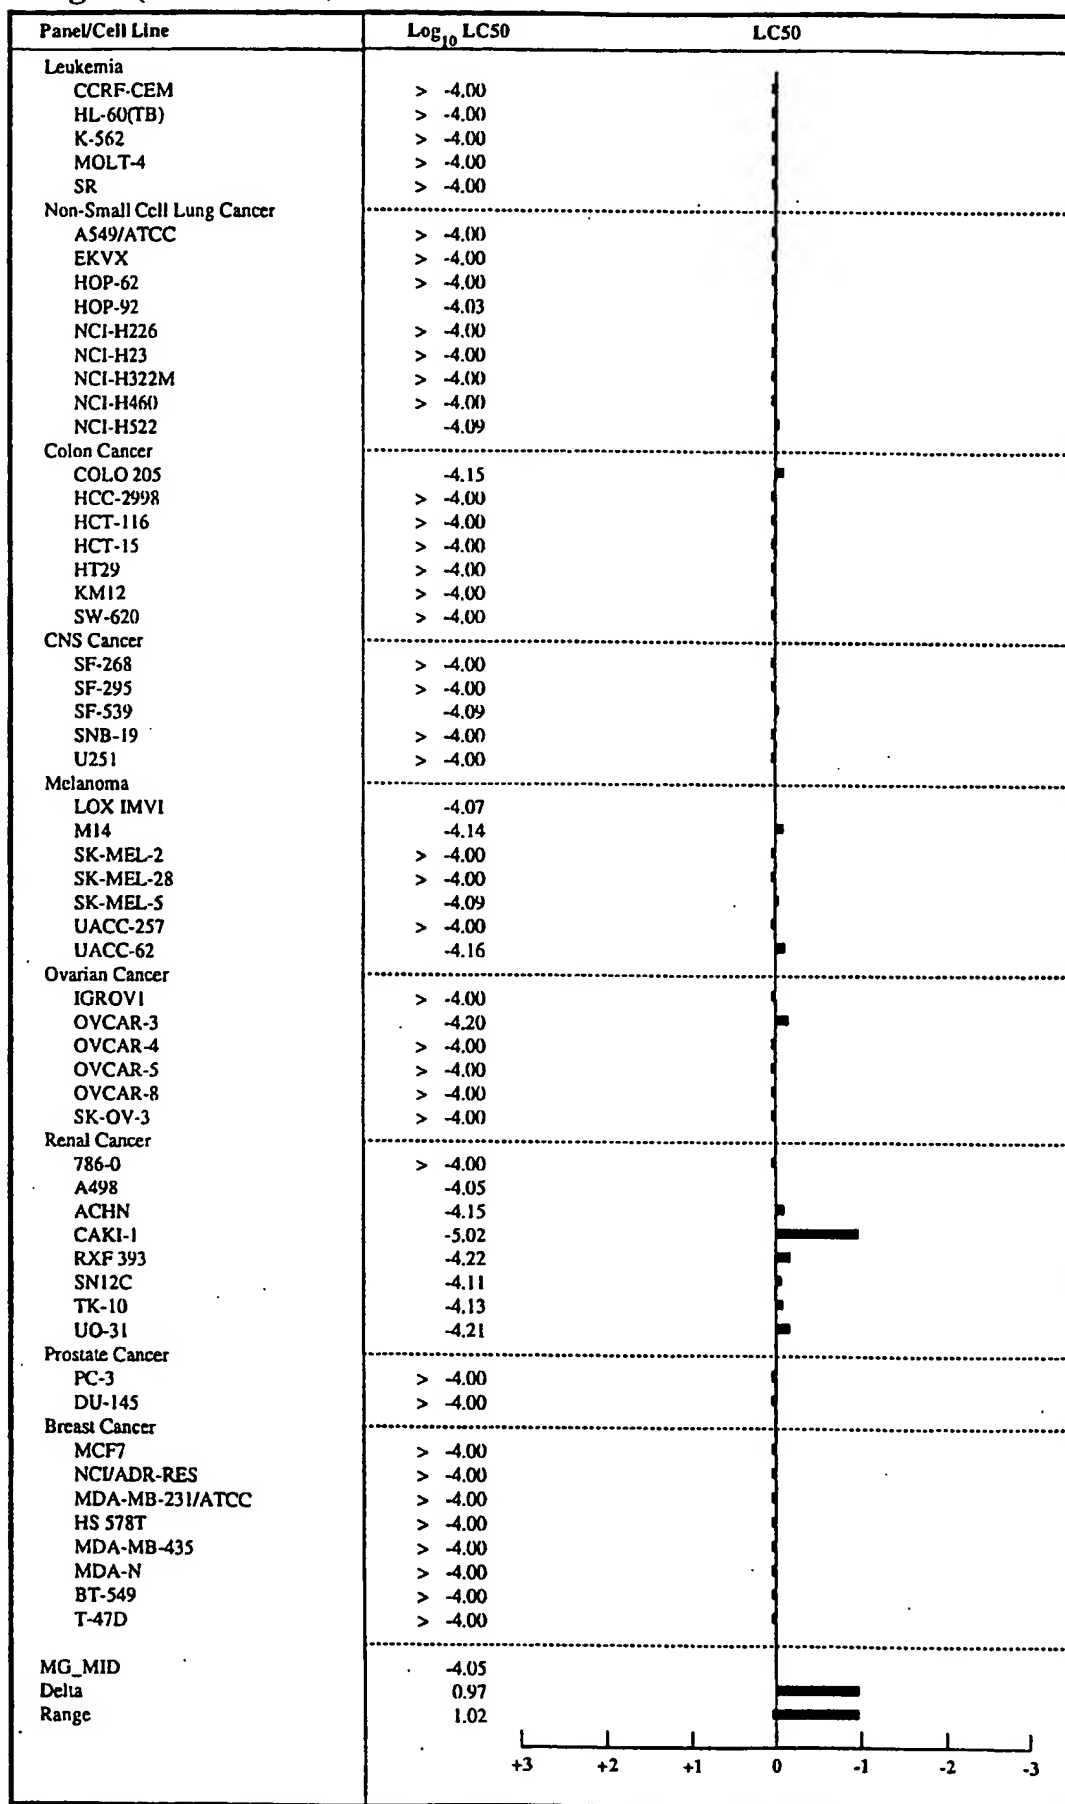 Panel/Cell Line Log10 LC50 LC50
Leukemia
CCRF-CEM > -4.00
HL-60(TB) > -4.00
K-562 > -4.00
MOLT-4 > -4.00
SR > -4.00
Non-Small Cell Lung Cancer
A549/ATCC > -4.00
EKVX > -4.00
HOP-62 > -4.00
HOP-92 -4.03
NCI-H226 > -4.00
NCI-H23 > -4.00
NCI-H322M > -4.00
NCI-H460 > -4.00
NCI-H522 -4.09
Colon Cancer
COLO 205 -4.15
HCC-2998 > -4.00
HCT-116 > -4.00
HCT-15 > -4.00
HT29 > -4.00
KM12 > -4.00
SW-620 > -4.00
CNS Cancer
SF-268 > -4.00
SF-295 > -4.00
SF-539 -4.09
SNB-19 > -4.00
U251 > -4.00
Melanoma
LOX IMVI -4.07
M14 -4.14
SK-MEL-2 > -4.00
SK-MEL-28 > -4.00
SK-MEL-5 -4.09
UACC-257 > -4.00
UACC-62 -4.16
Ovarian Cancer
IGROV1 > -4.00
OVCAR-3 -4.20
OVCAR-4 > -4.00
OVCAR-5 > -4.00
OVCAR-8 > -4.00
SK-OV-3 > -4.00
Renal Cancer
786-0 > -4.00
A498 -4.05
ACHN -4.15
CAKI-1 -5.02
RXF 393 -4.22
SN12C -4.11
TK-10 -4.13
UO-31 -4.21
Prostate Cancer
PC-3 > -4.00
DU-145 > -4.00
Breast Cancer
MCF7 > -4.00
NCI/ADR-RES > -4.00
MDA-MB-231/ATCC > -4.00
HS 578T > -4.00
MDA-MB-435 > -4.00
MDA-N > -4.00
BT-549 > -4.00
T-47D > -4.00
MG_MID -4.05
Delta 0.97
Range 1.02
+3 +2 +1 0 -1 -2 -3